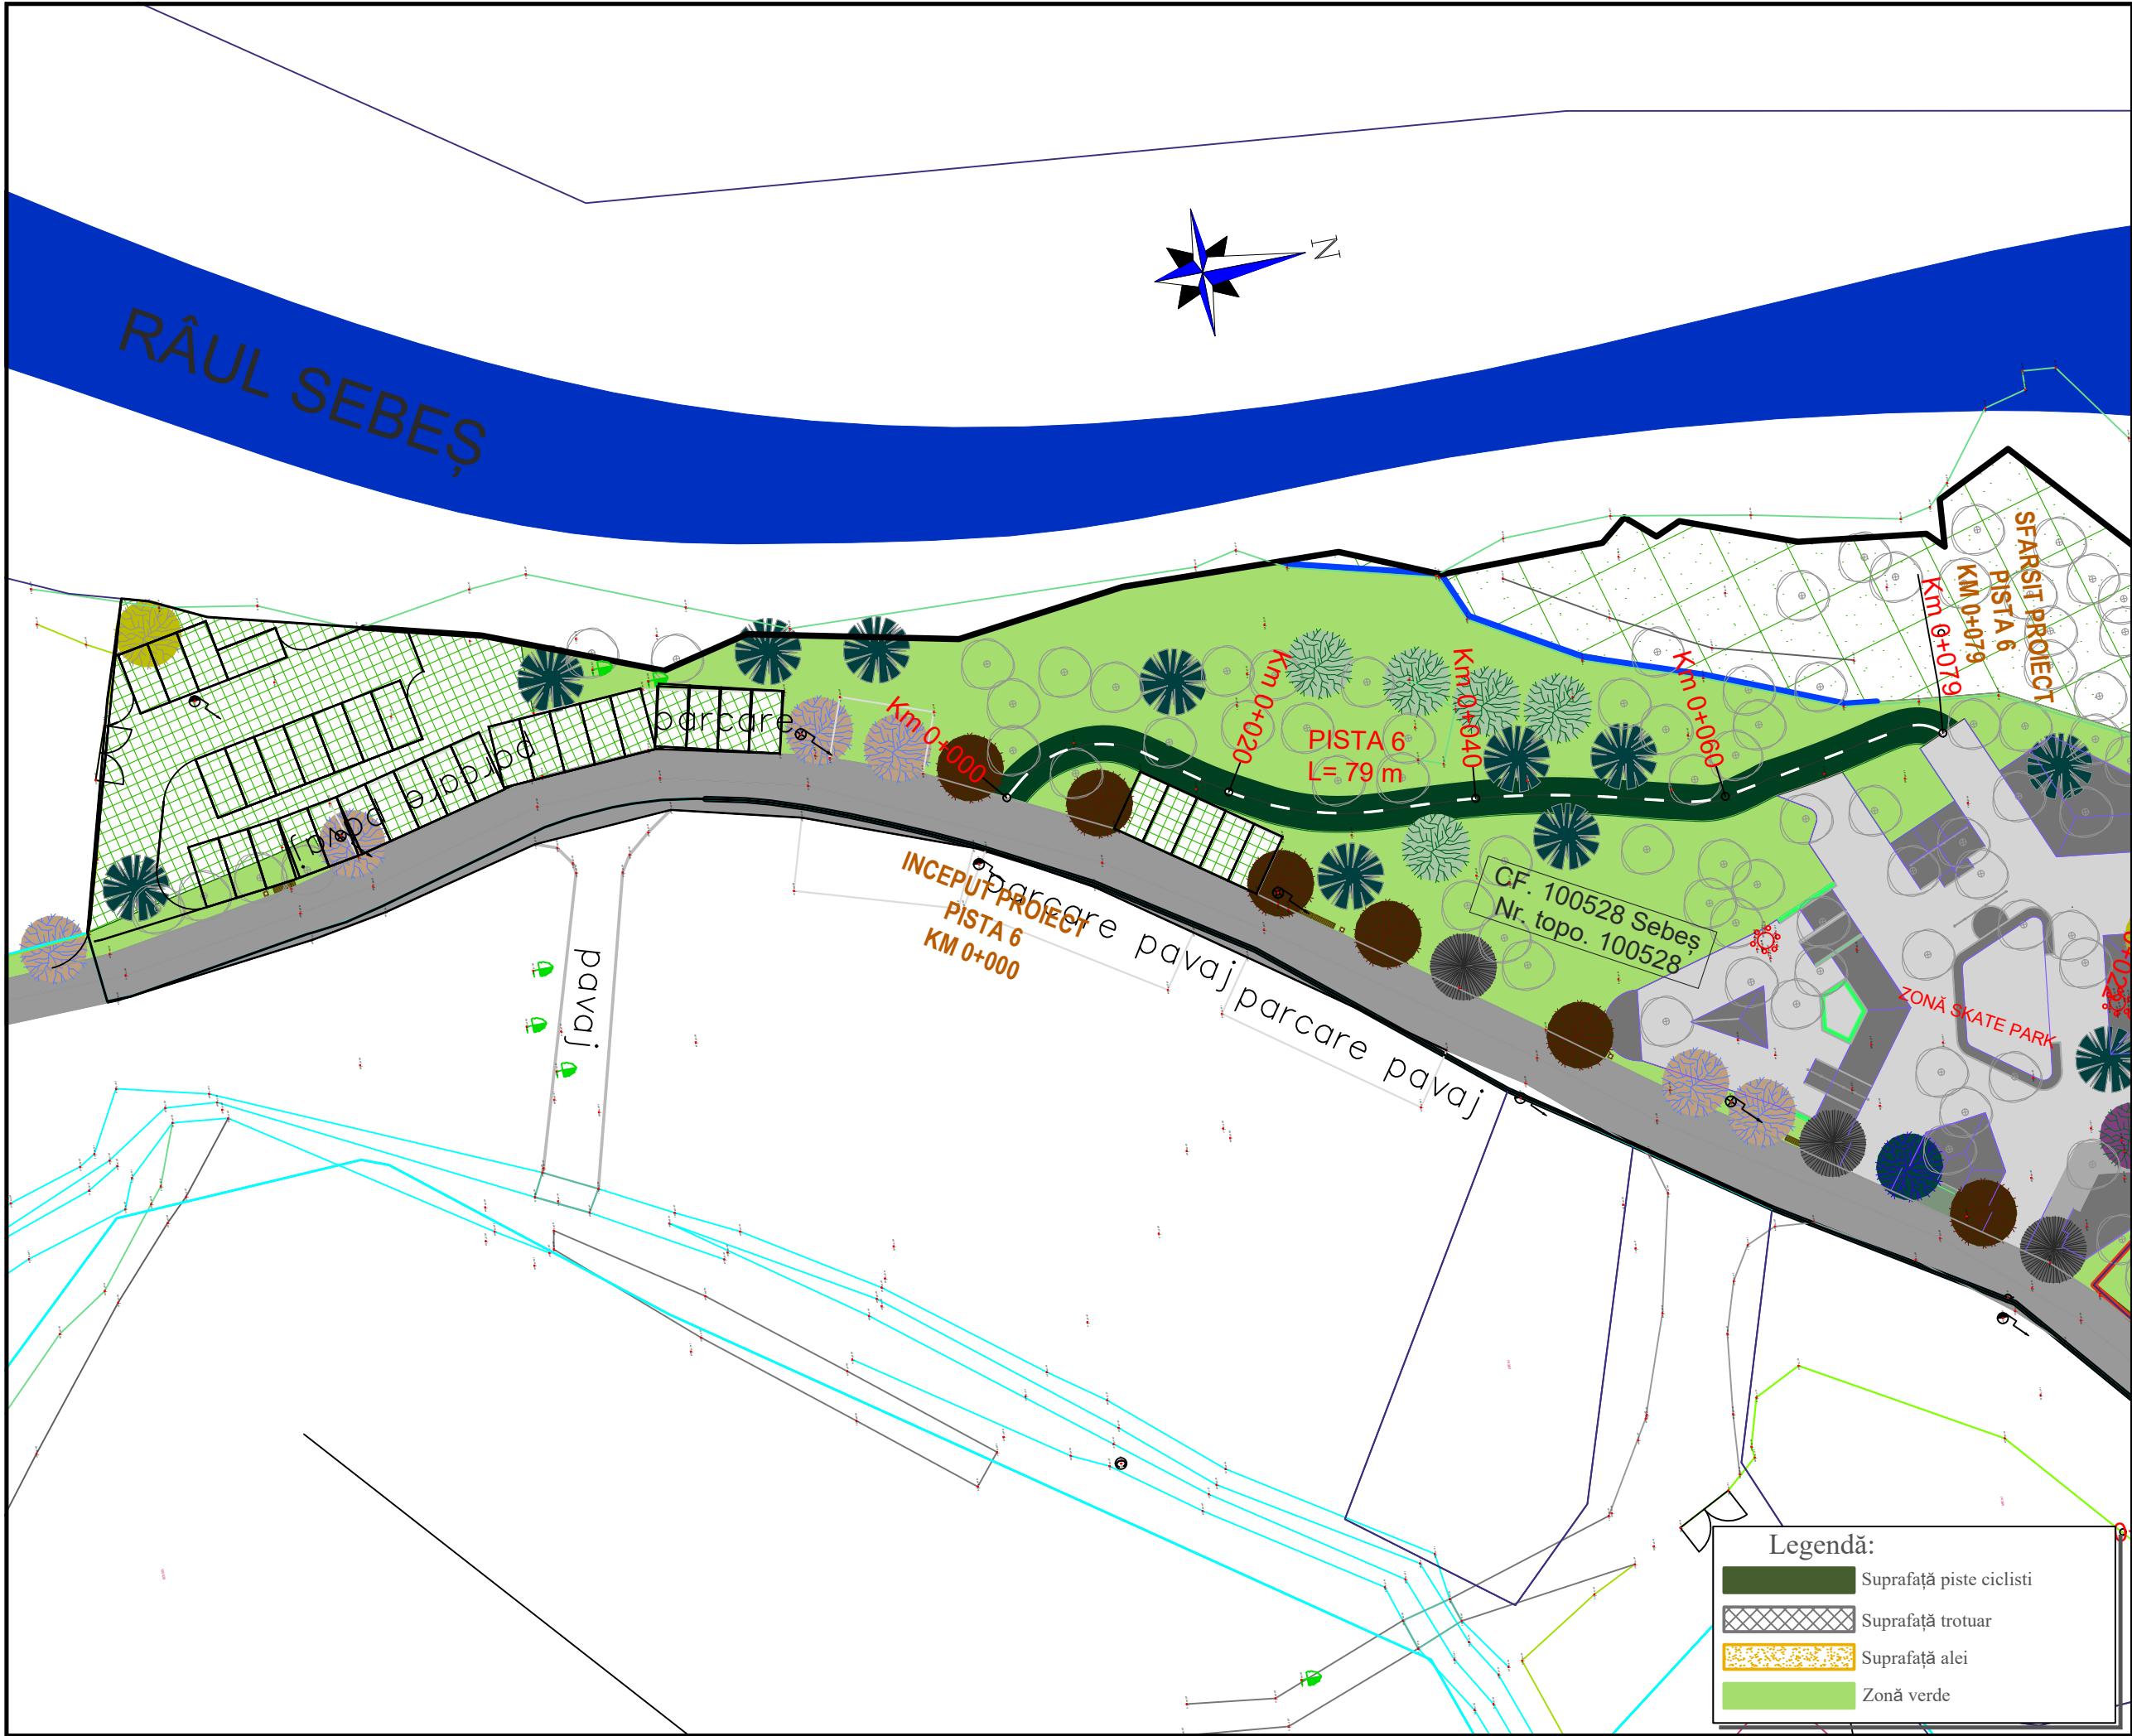 N
RÂUL SEBEȘ
SFARSIT PROIECT
PISTA 6
KM 0+079
Km 0+079
Km 0+000
Km 0+020
Km 0+040
Km 0+060
PISTA 6
L= 79 m
parcare
parcare pavaj
INCEPUT PROIECT
PISTA 6
KM 0+000
parcare pavaj
parcare pavaj
pavaj
CF. 100528 Sebeș
Nr. topo. 100528
ZONĂ SKATE PARK
Legendă:
Suprafață piste ciclisti
Suprafață trotuar
Suprafață alei
Zonă verde